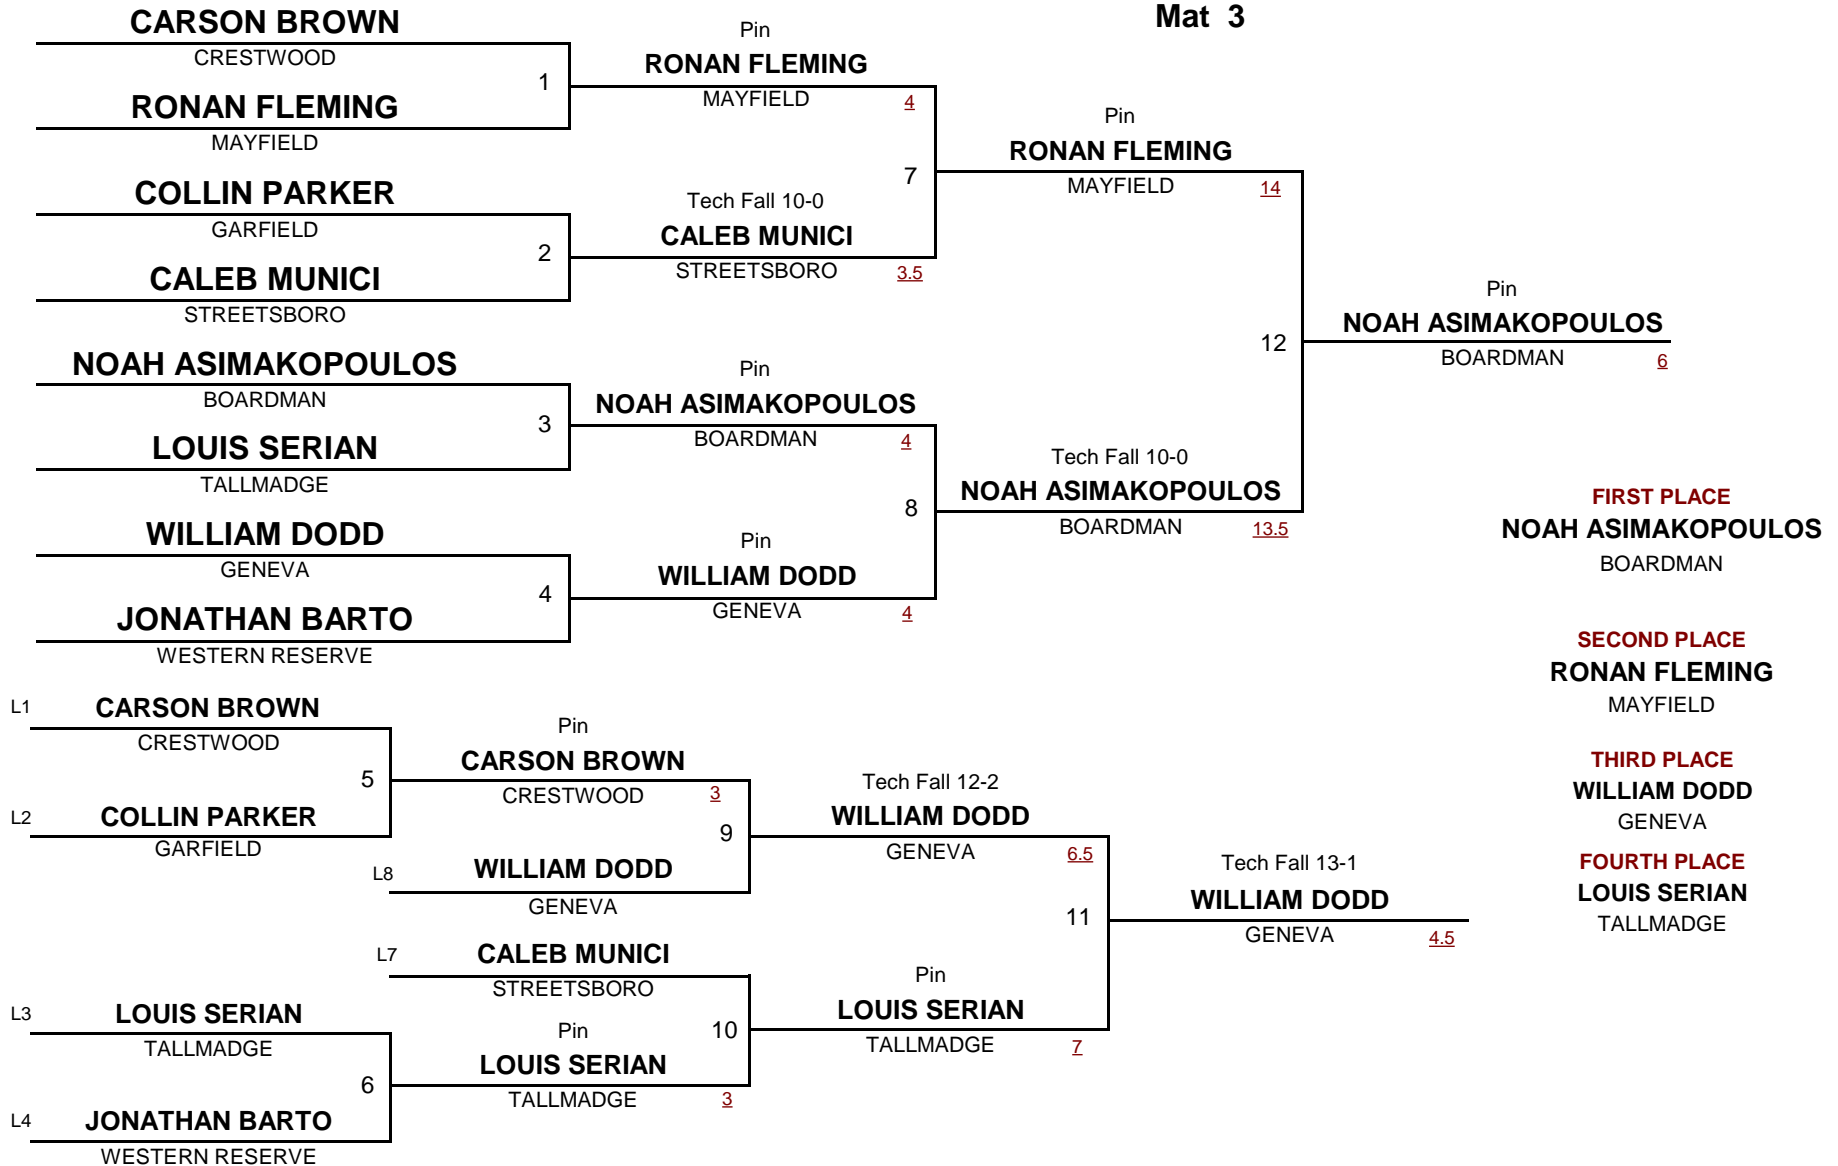 Mat 3
CARSON BROWN
CRESTWOOD
1
RONAN FLEMING
MAYFIELD
COLLIN PARKER
GARFIELD
2
CALEB MUNICI
STREETSBORO
NOAH ASIMAKOPOULOS
BOARDMAN
3
LOUIS SERIAN
TALLMADGE
WILLIAM DODD
GENEVA
4
JONATHAN BARTO
WESTERN RESERVE
Pin
RONAN FLEMING
MAYFIELD 4
7
Tech Fall 10-0
CALEB MUNICI
STREETSBORO 3.5
Pin
NOAH ASIMAKOPOULOS
BOARDMAN 4
8
Pin
WILLIAM DODD
GENEVA 4
Pin
RONAN FLEMING
MAYFIELD 14
12
Tech Fall 10-0
NOAH ASIMAKOPOULOS
BOARDMAN 13.5
Pin
NOAH ASIMAKOPOULOS
BOARDMAN 6
L1 CARSON BROWN
CRESTWOOD
5
L2 COLLIN PARKER
GARFIELD
L3 LOUIS SERIAN
TALLMADGE
6
L4 JONATHAN BARTO
WESTERN RESERVE
Pin
CARSON BROWN
CRESTWOOD 3
9
L8 WILLIAM DODD
GENEVA
L7 CALEB MUNICI
STREETSBORO
10
Pin
LOUIS SERIAN
TALLMADGE 3
Tech Fall 12-2
WILLIAM DODD
GENEVA 6.5
11
Pin
LOUIS SERIAN
TALLMADGE 7
Tech Fall 13-1
WILLIAM DODD
GENEVA 4.5
FIRST PLACE
NOAH ASIMAKOPOULOS
BOARDMAN
SECOND PLACE
RONAN FLEMING
MAYFIELD
THIRD PLACE
WILLIAM DODD
GENEVA
FOURTH PLACE
LOUIS SERIAN
TALLMADGE